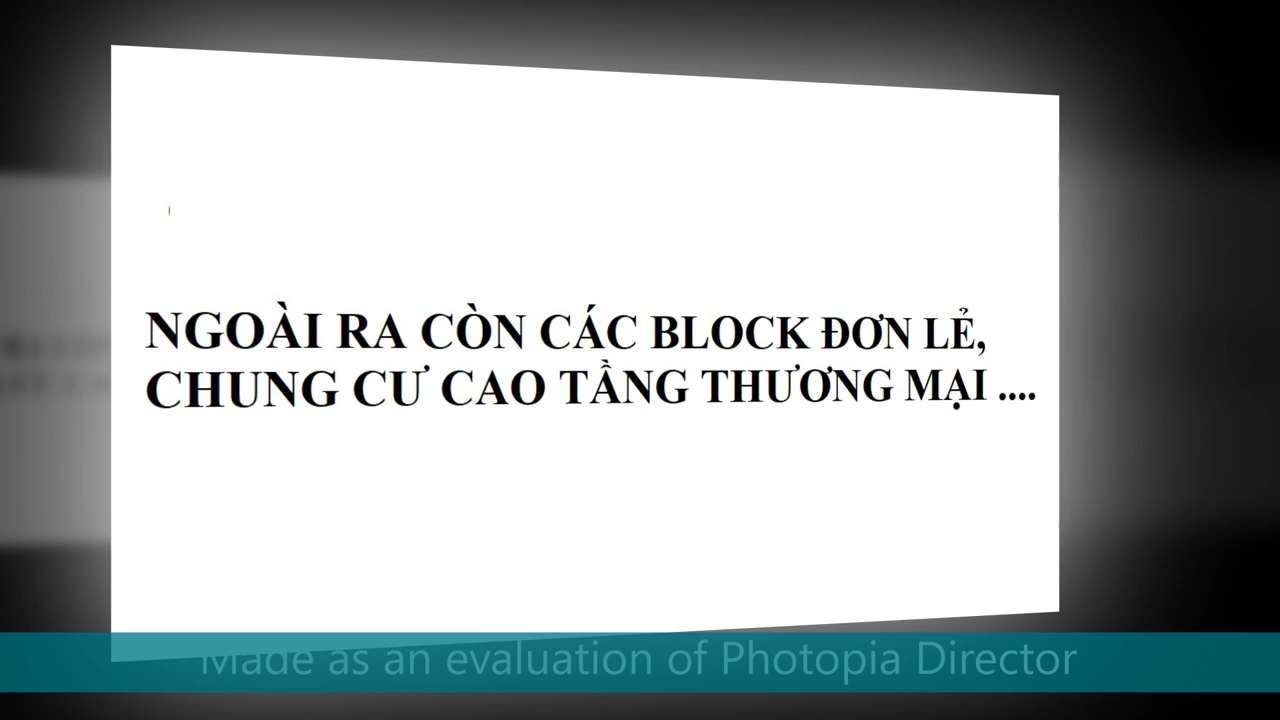 NGOÀI RA CÒN CÁC BLOCK ĐƠN LẺ,
CHUNG CƯ CAO TẦNG THƯƠNG MẠI ....
Made as an evaluation of Photopia Director